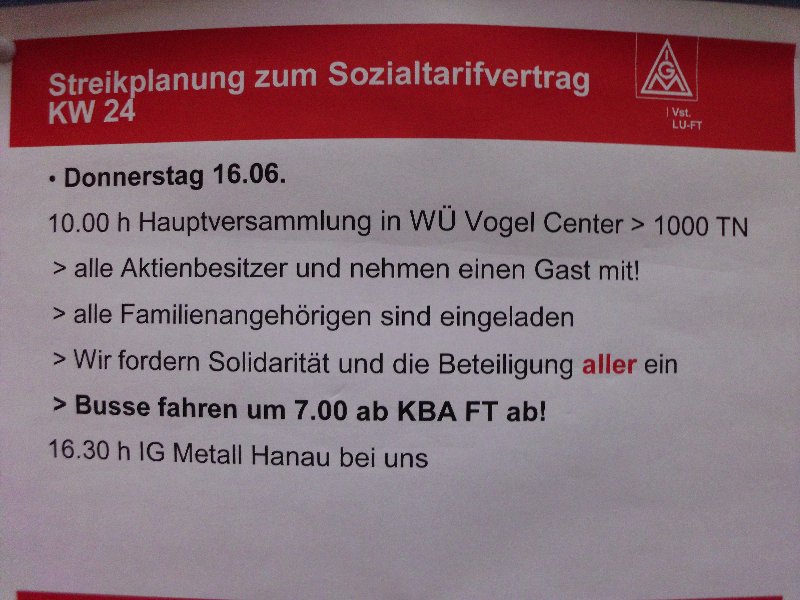 Streikplanung zum Sozialtarifvertrag
KW 24
IGM
Vst.
LU-FT
• Donnerstag 16.06.
10.00 h Hauptversammlung in WÜ Vogel Center > 1000 TN
> alle Aktienbesitzer und nehmen einen Gast mit!
> alle Familienangehörigen sind eingeladen
> Wir fordern Solidarität und die Beteiligung aller ein
> Busse fahren um 7.00 ab KBA FT ab!
16.30 h IG Metall Hanau bei uns